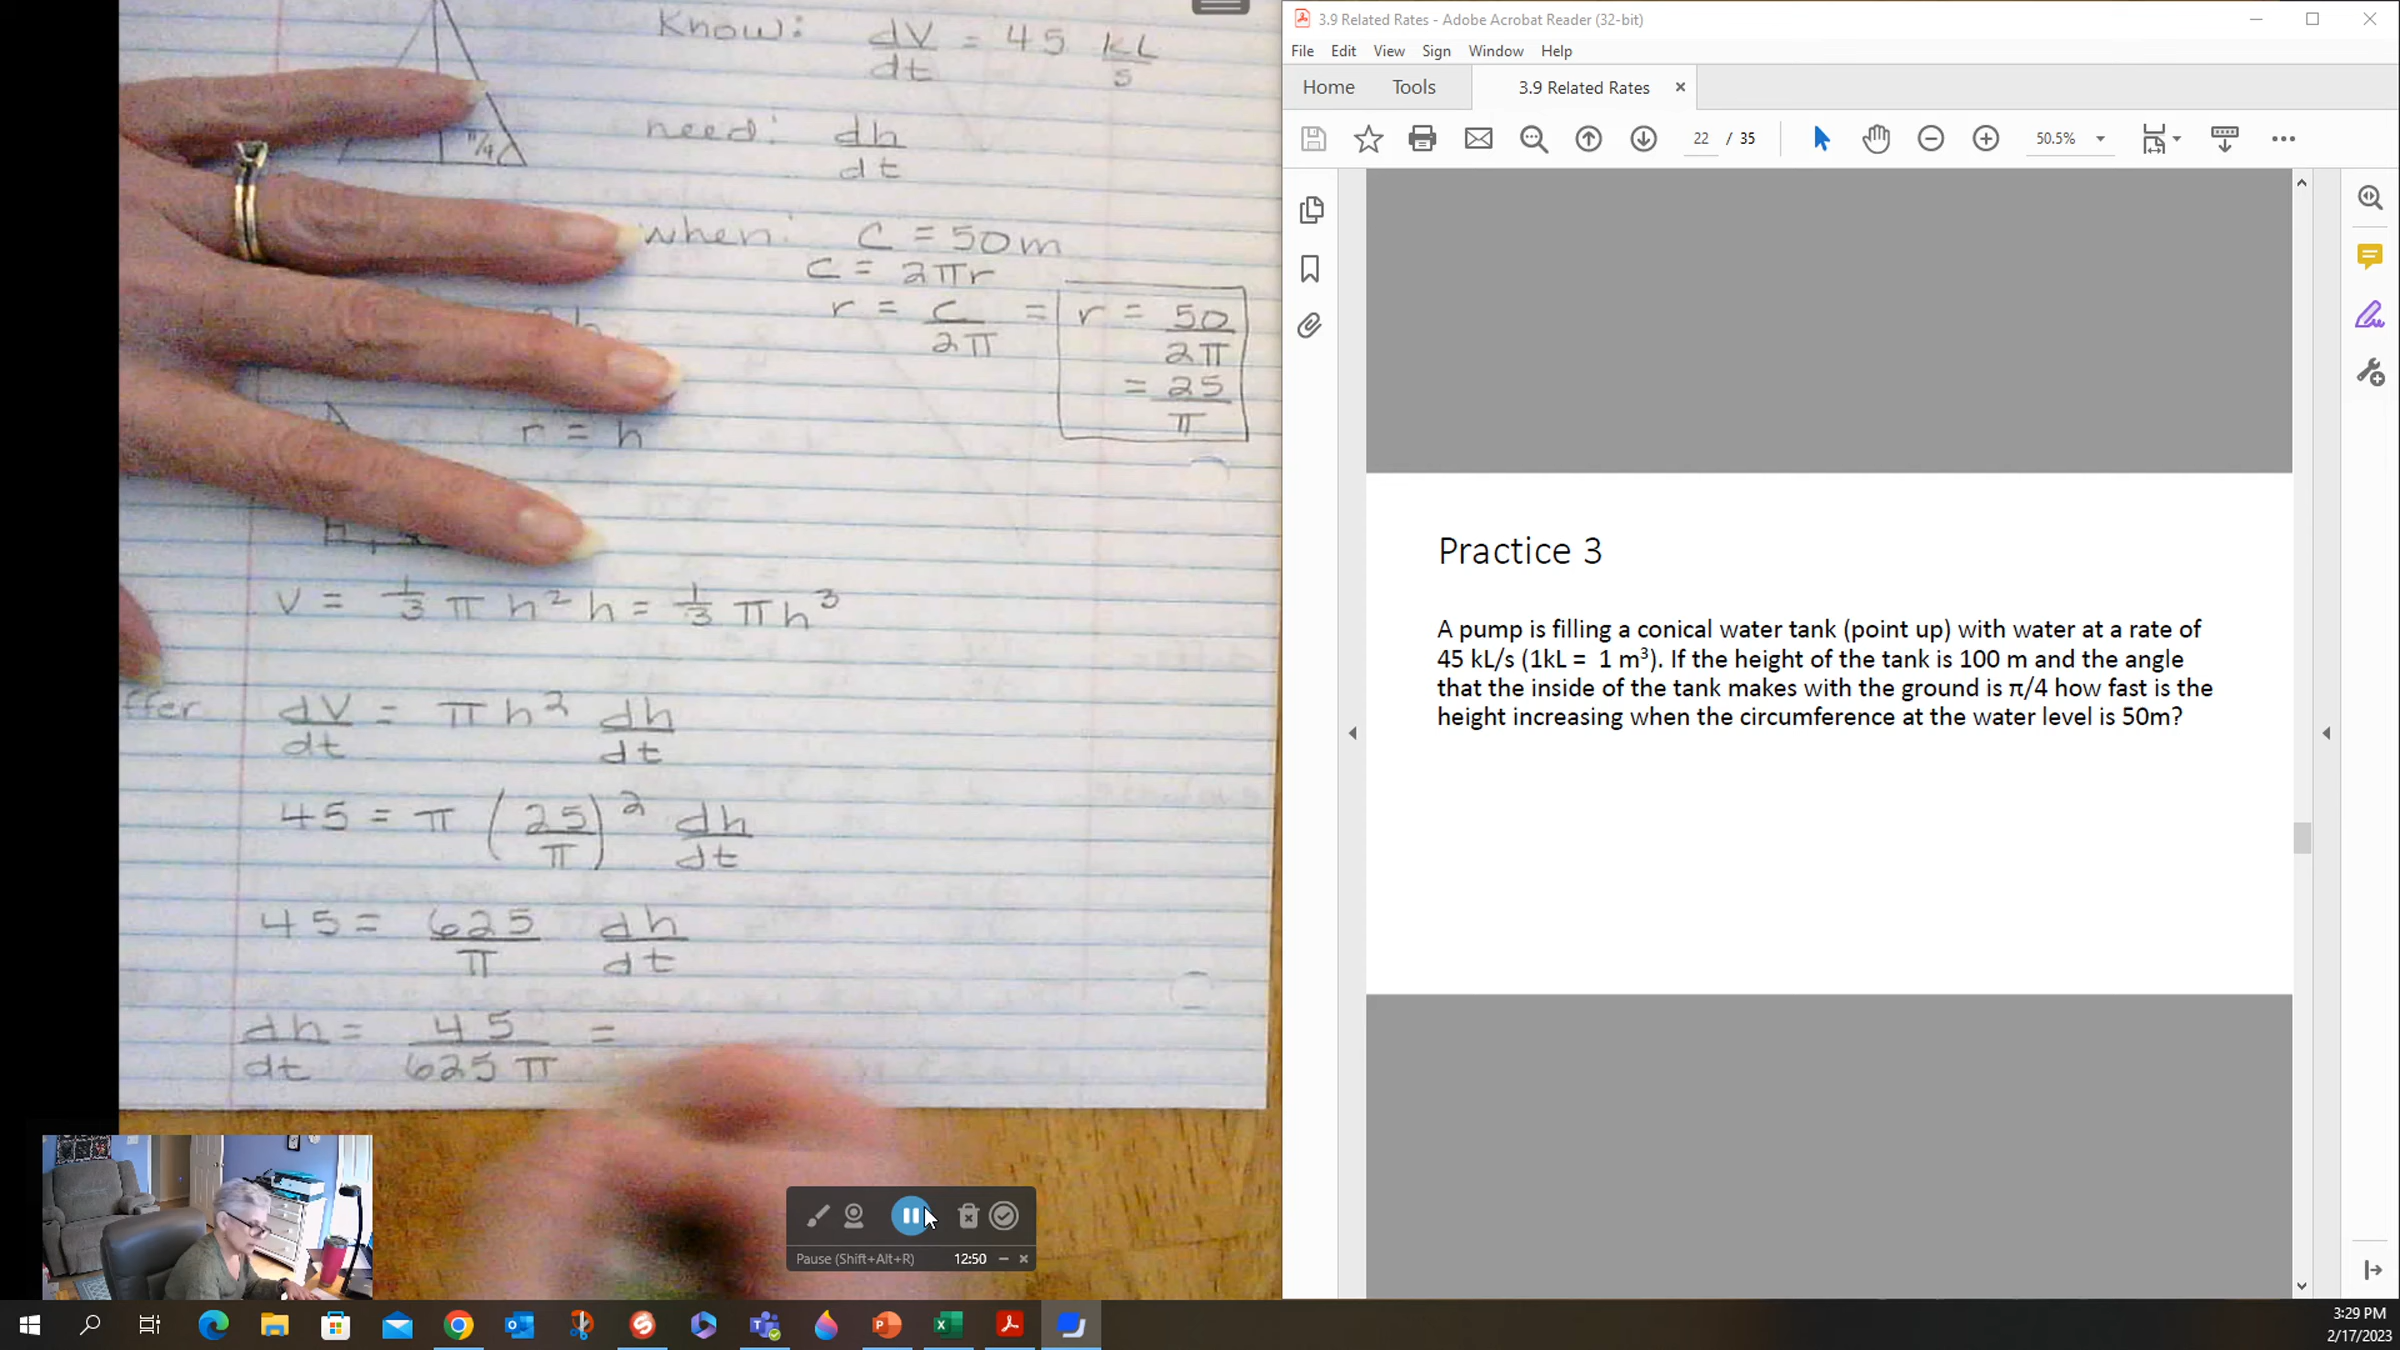 Know: dV/dt = 45 kL/s
need: dh/dt
π/4
when: C = 50m
C = 2πr
r = C/2π = r = 50/2π
= 25/π
r = h
V = 1/3 π h² h = 1/3 π h³
ffer dV/dt = π h² dh/dt
45 = π (25/π)² dh/dt
45 = 625/π dh/dt
dh/dt = 45/625 π =
Pause (Shift+Alt+R) 12:50
3.9 Related Rates - Adobe Acrobat Reader (32-bit)
File Edit View Sign Window Help
Home Tools 3.9 Related Rates ×
22 / 35 50.5%
Practice 3
A pump is filling a conical water tank (point up) with water at a rate of
45 kL/s (1kL = 1 m³). If the height of the tank is 100 m and the angle
that the inside of the tank makes with the ground is π/4 how fast is the
height increasing when the circumference at the water level is 50m?
3:29 PM
2/17/2023